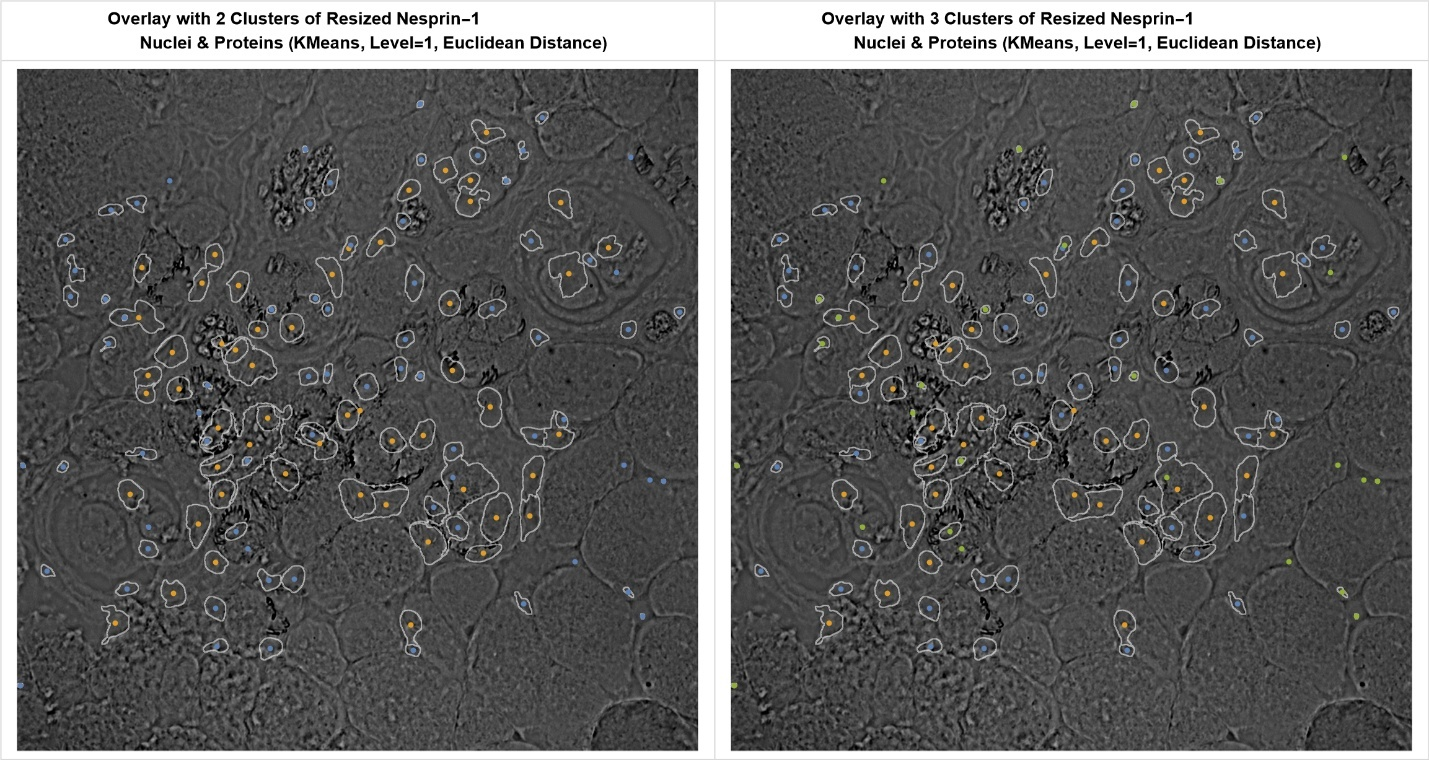 Overlay with 2 Clusters of Resized Nesprin−1
Nuclei & Proteins (KMeans, Level=1, Euclidean Distance)
Overlay with 3 Clusters of Resized Nesprin−1
Nuclei & Proteins (KMeans, Level=1, Euclidean Distance)